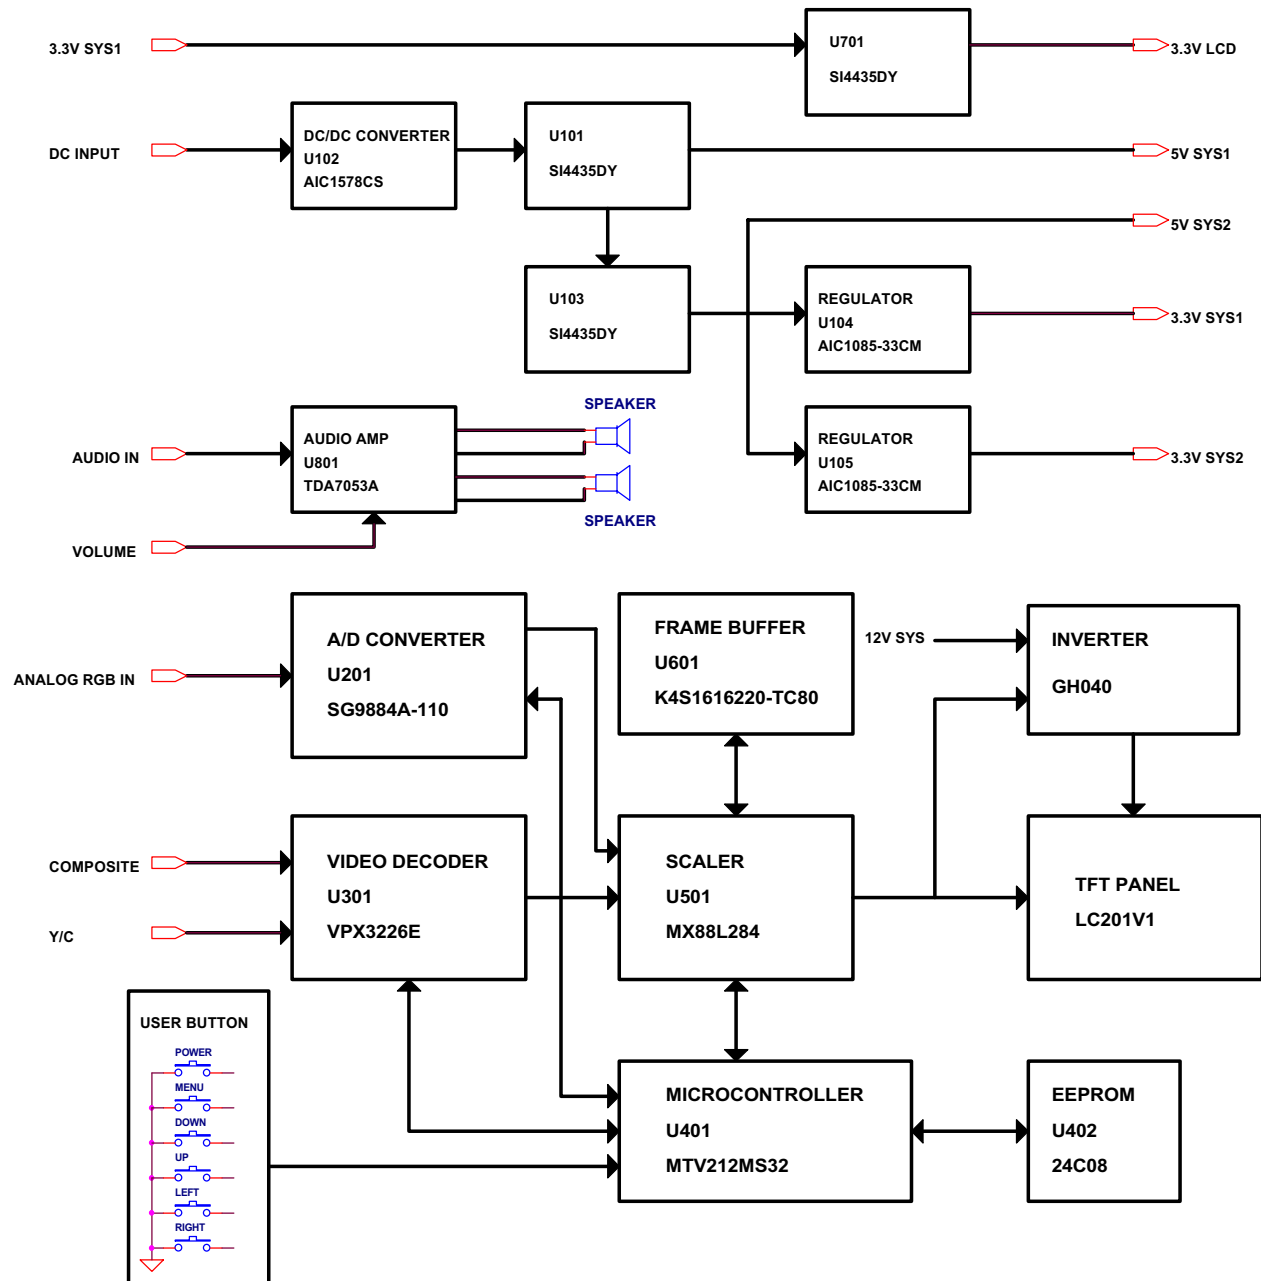 3.3V SYS1
U701
SI4435DY
3.3V LCD
DC INPUT
DC/DC CONVERTER
U102
AIC1578CS
U101
SI4435DY
5V SYS1
5V SYS2
U103
SI4435DY
REGULATOR
U104
AIC1085-33CM
3.3V SYS1
SPEAKER
AUDIO IN
AUDIO AMP
U801
TDA7053A
REGULATOR
U105
AIC1085-33CM
3.3V SYS2
SPEAKER
VOLUME
ANALOG RGB IN
A/D CONVERTER
U201
SG9884A-110
FRAME BUFFER
U601
K4S1616220-TC80
12V SYS
INVERTER
GH040
COMPOSITE
Y/C
VIDEO DECODER
U301
VPX3226E
SCALER
U501
MX88L284
TFT PANEL
LC201V1
USER BUTTON
POWER
MENU
DOWN
UP
LEFT
RIGHT
MICROCONTROLLER
U401
MTV212MS32
EEPROM
U402
24C08